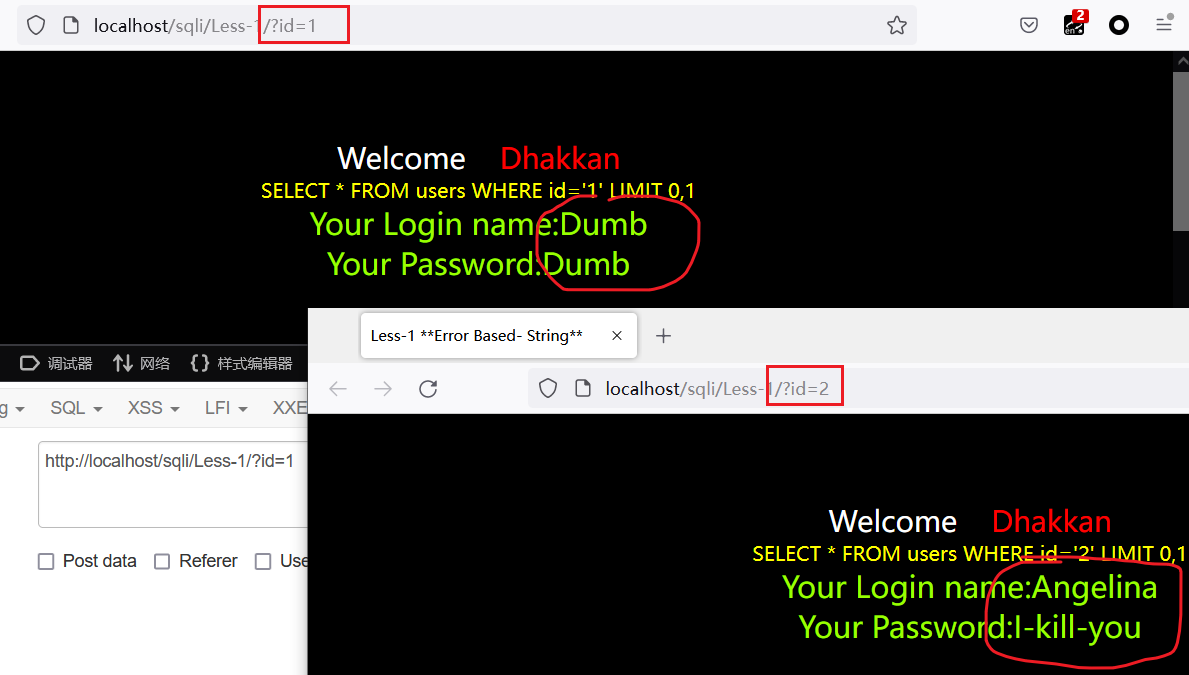 localhost/sqli/Less-1/?id=1
2
en
Welcome Dhakkan
SELECT * FROM users WHERE id='1' LIMIT 0,1
Your Login name:Dumb
Your Password:Dumb
调试器 网络 {} 样式编辑器
g SQL XSS LFI XXE
http://localhost/sqli/Less-1/?id=1
Post data Referer Use
Less-1 **Error Based- String**
localhost/sqli/Less-1/?id=2
Welcome Dhakkan
SELECT * FROM users WHERE id='2' LIMIT 0,1
Your Login name:Angelina
Your Password:I-kill-you